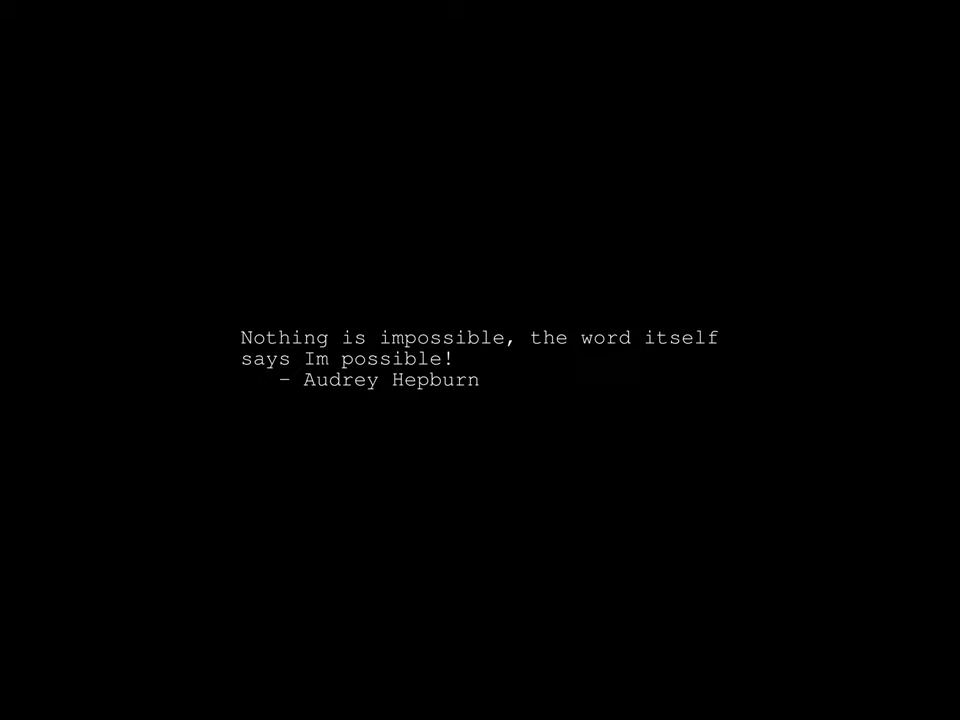 Nothing is impossible, the word itself
says Im possible!
- Audrey Hepburn